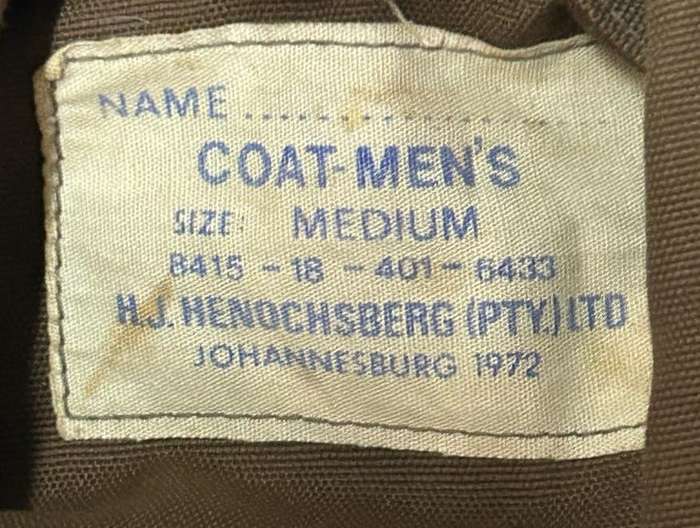 NAME ........................
COAT-MEN'S
SIZE: MEDIUM
8415 - 18 - 401 - 6433
H.J. HENOCHSBERG (PTY.) LTD
JOHANNESBURG 1972